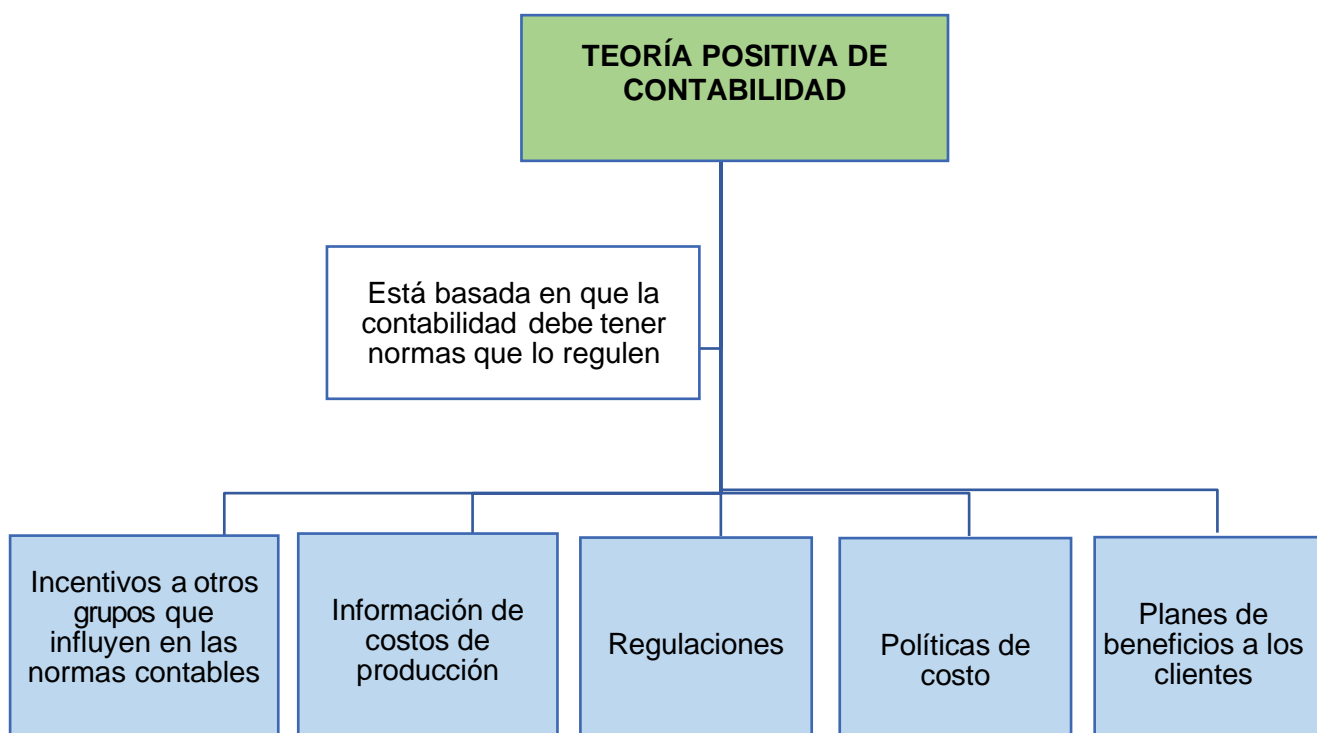 TEORÍA POSITIVA DE
CONTABILIDAD
Está basada en que la
contabilidad debe tener
normas que lo regulen
Incentivos a otros
grupos que
influyen en las
normas contables
Información de
costos de
producción
Regulaciones
Políticas de
costo
Planes de
beneficios a los
clientes